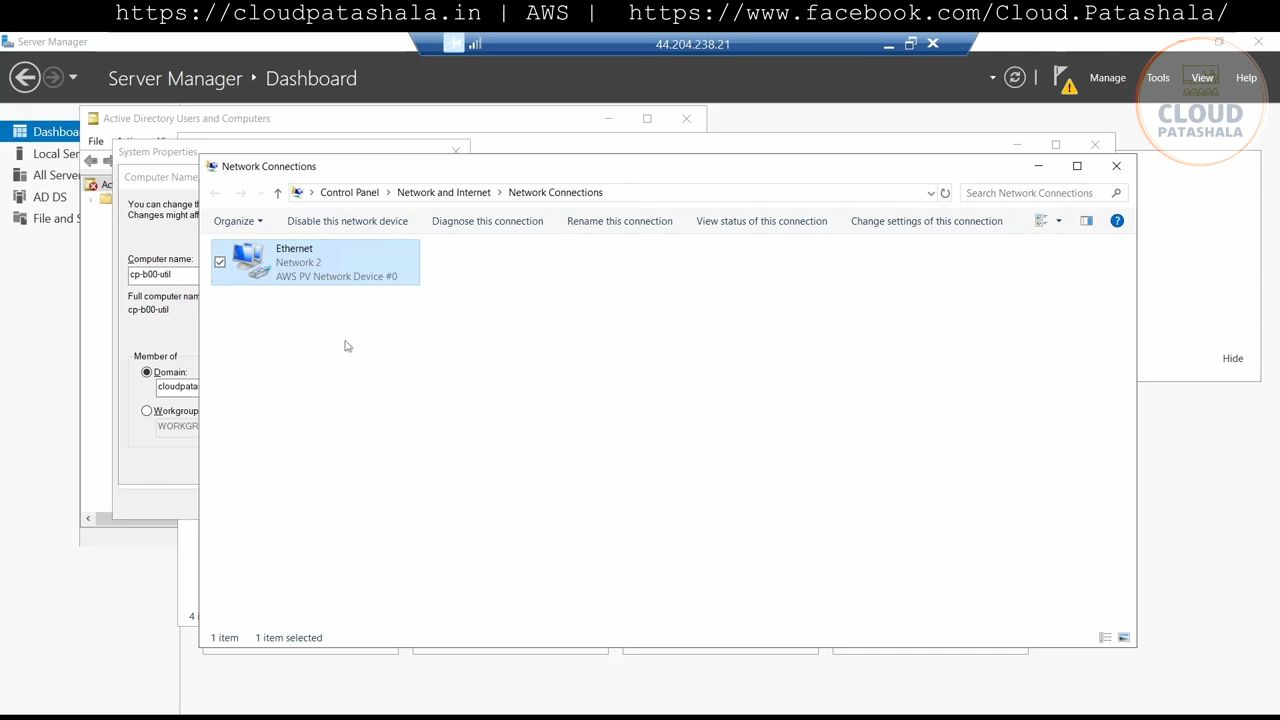 https://cloudpatashala.in | AWS | https://www.facebook.com/Cloud.Patashala/
Server Manager
44.204.238.21
Server Manager Dashboard
Manage Tools View Help
CLOUD
PATASHALA
Active Directory Users and Computers
Dashboa
File
Local Ser
All Serve
AD DS
File and S
System Properties
Computer Name,
You can change th
Changes might aff
Computer name:
cp-b00-util
Full computer nam
cp-b00-util
Member of
Domain:
cloudpatas
Workgroup
WORKGR
Network Connections
Control Panel Network and Internet Network Connections
Search Network Connections
Organize Disable this network device Diagnose this connection Rename this connection View status of this connection Change settings of this connection
Ethernet
Network 2
AWS PV Network Device #0
Hide
1 item 1 item selected